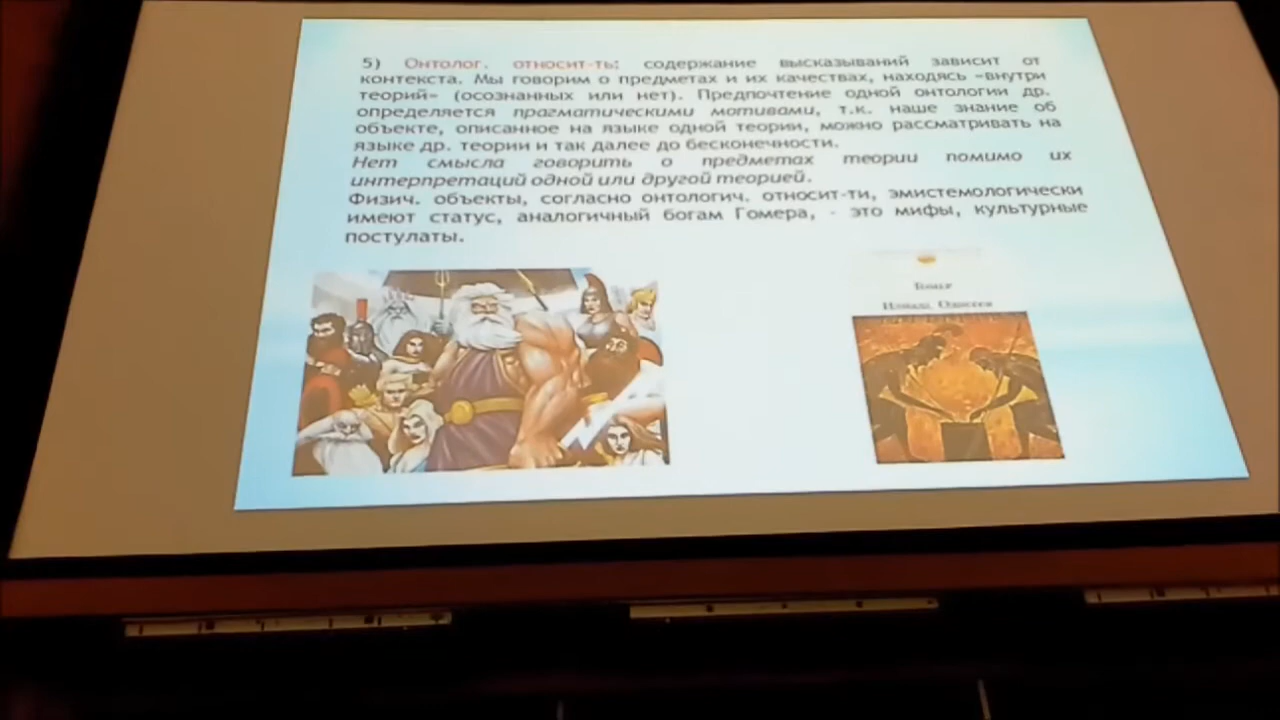 5) Онтолог. относит-ть: содержание высказываний зависит от
контекста. Мы говорим о предметах и их качествах, находясь «внутри
теорий» (осознанных или нет). Предпочтение одной онтологии др.
определяется прагматическими мотивами, т.к. наше знание об
объекте, описанное на языке одной теории, можно рассматривать на
языке др. теории и так далее до бесконечности.
Нет смысла говорить о предметах теории помимо их
интерпретаций одной или другой теорией.
Физич. объекты, согласно онтологич. относит-ти, эмистемологически
имеют статус, аналогичный богам Гомера, - это мифы, культурные
постулаты.
Гомер
Илиада. Одиссея